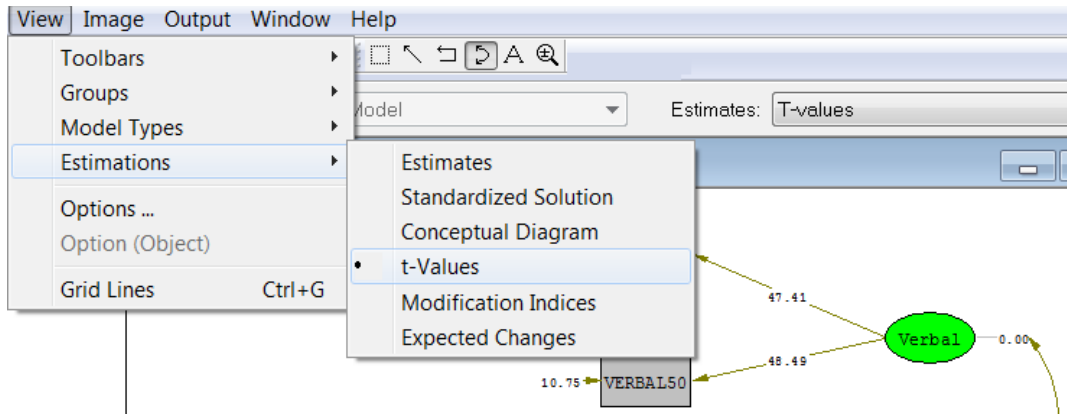 View Image Output Window Help
Toolbars
Groups
Model Types
Estimations
Options ...
Option (Object)
Grid Lines Ctrl+G
A
Model
Estimates: T-values
Estimates
Standardized Solution
Conceptual Diagram
t-Values
Modification Indices
Expected Changes
47.41
Verbal 0.00
48.49
10.75 VERBAL50